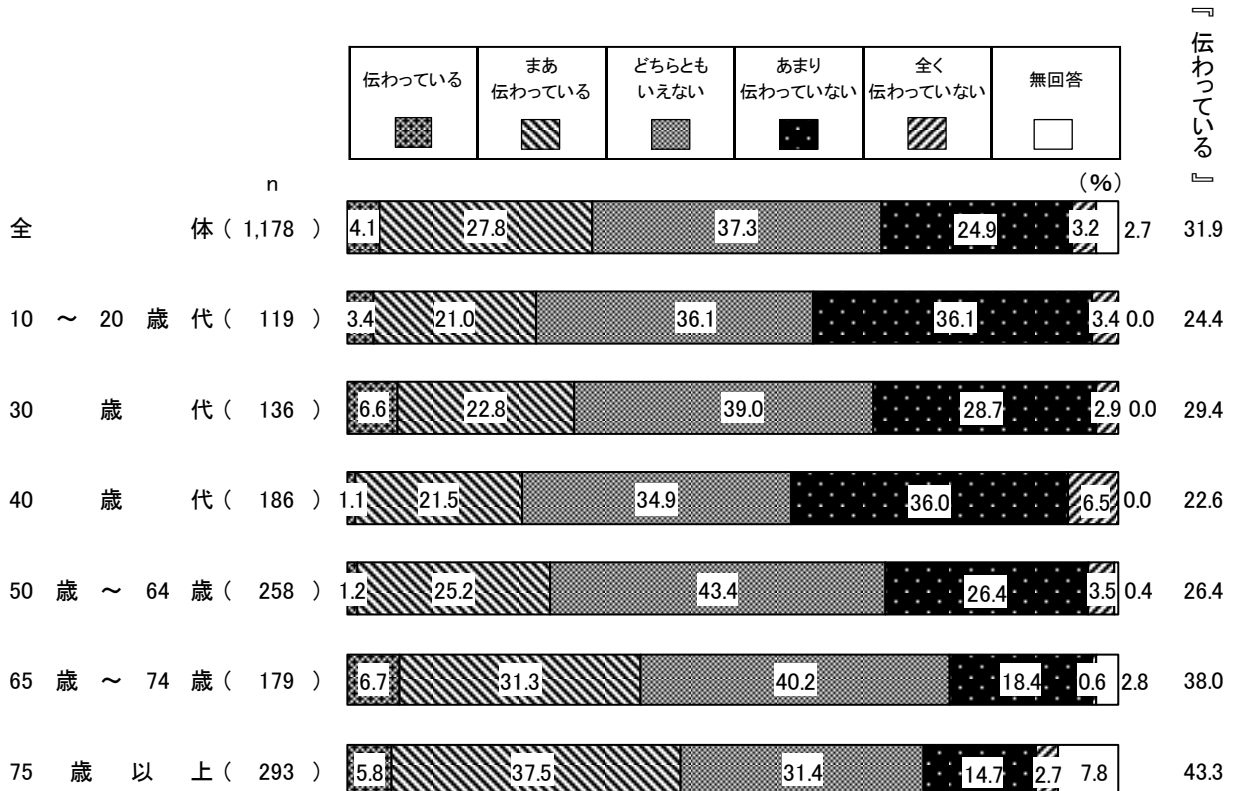 『伝わっている』
伝わっている
まあ
伝わっている
どちらとも
いえない
あまり
伝わっていない
全く
伝わっていない
無回答
n
(%)
全体( 1,178 ) 4.1 27.8 37.3 24.9 3.2 2.7 31.9
10 ～ 20 歳代( 119 ) 3.4 21.0 36.1 36.1 3.4 0.0 24.4
30 歳代( 136 ) 6.6 22.8 39.0 28.7 2.9 0.0 29.4
40 歳代( 186 ) 1.1 21.5 34.9 36.0 6.5 0.0 22.6
50 歳 ～ 64 歳( 258 ) 1.2 25.2 43.4 26.4 3.5 0.4 26.4
65 歳 ～ 74 歳( 179 ) 6.7 31.3 40.2 18.4 0.6 2.8 38.0
75 歳以上( 293 ) 5.8 37.5 31.4 14.7 2.7 7.8 43.3